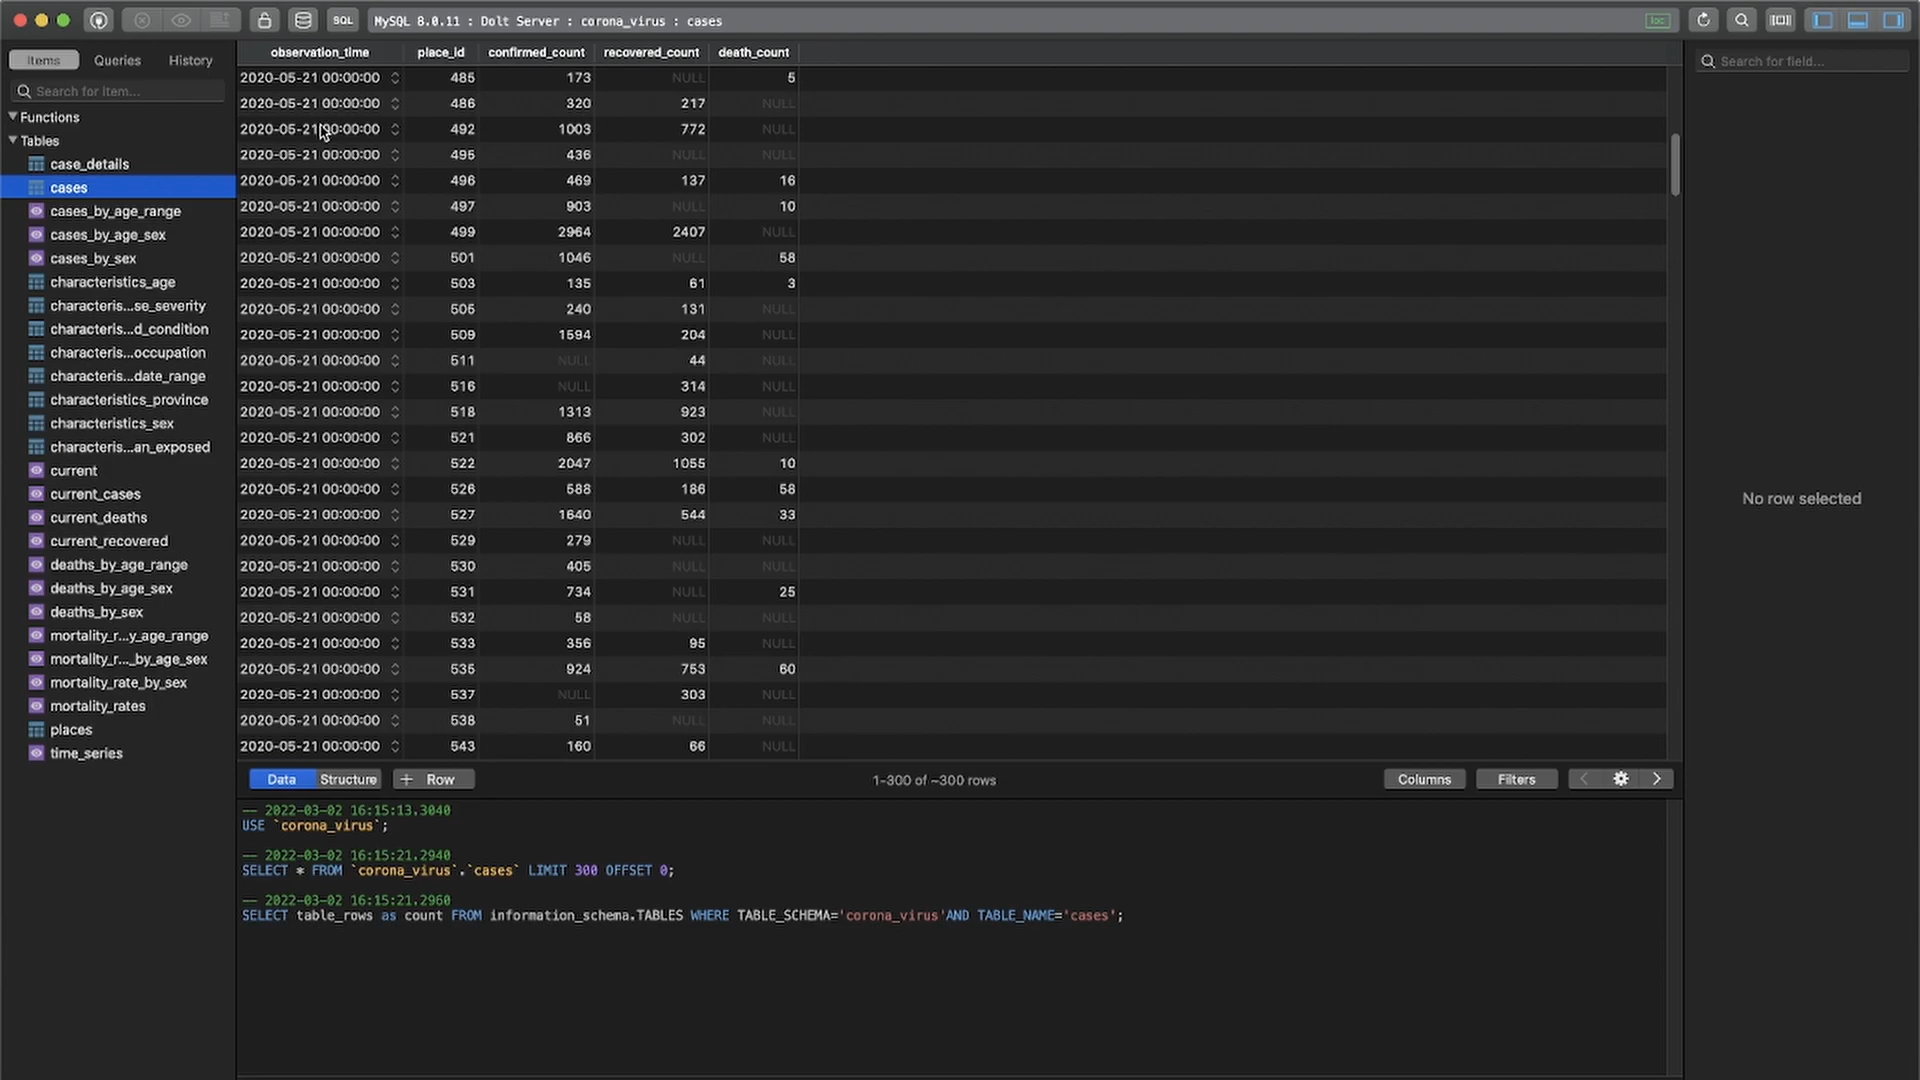 SQL
MySQL 8.0.11 : Dolt Server : corona_virus : cases
loc
Items Queries History
Search for item...
Functions
Tables
case_details
cases
cases_by_age_range
cases_by_age_sex
cases_by_sex
characteristics_age
characteris...se_severity
characteris...d_condition
characteris...occupation
characteris...date_range
characteristics_province
characteristics_sex
characteris...an_exposed
current
current_cases
current_deaths
current_recovered
deaths_by_age_range
deaths_by_age_sex
deaths_by_sex
mortality_r...y_age_range
mortality_r..._by_age_sex
mortality_rate_by_sex
mortality_rates
places
time_series
observation_time place_id confirmed_count recovered_count death_count
2020-05-21 00:00:00 485 173 NULL 5
2020-05-21 00:00:00 486 320 217 NULL
2020-05-21 00:00:00 492 1003 772 NULL
2020-05-21 00:00:00 495 436 NULL NULL
2020-05-21 00:00:00 496 469 137 16
2020-05-21 00:00:00 497 903 NULL 10
2020-05-21 00:00:00 499 2964 2407 NULL
2020-05-21 00:00:00 501 1046 NULL 58
2020-05-21 00:00:00 503 135 61 3
2020-05-21 00:00:00 505 240 131 NULL
2020-05-21 00:00:00 509 1594 204 NULL
2020-05-21 00:00:00 511 NULL 44 NULL
2020-05-21 00:00:00 516 NULL 314 NULL
2020-05-21 00:00:00 518 1313 923 NULL
2020-05-21 00:00:00 521 866 302 NULL
2020-05-21 00:00:00 522 2047 1055 10
2020-05-21 00:00:00 526 588 186 58
2020-05-21 00:00:00 527 1640 544 33
2020-05-21 00:00:00 529 279 NULL NULL
2020-05-21 00:00:00 530 405 NULL NULL
2020-05-21 00:00:00 531 734 NULL 25
2020-05-21 00:00:00 532 58 NULL NULL
2020-05-21 00:00:00 533 356 95 NULL
2020-05-21 00:00:00 535 924 753 60
2020-05-21 00:00:00 537 NULL 303 NULL
2020-05-21 00:00:00 538 51 NULL NULL
2020-05-21 00:00:00 543 160 66 NULL
Data Structure + Row 1-300 of ~300 rows Columns Filters
-- 2022-03-02 16:15:13.3040
USE `corona_virus`;
-- 2022-03-02 16:15:21.2940
SELECT * FROM `corona_virus`.`cases` LIMIT 300 OFFSET 0;
-- 2022-03-02 16:15:21.2960
SELECT table_rows as count FROM information_schema.TABLES WHERE TABLE_SCHEMA='corona_virus'AND TABLE_NAME='cases';
Search for field...
No row selected